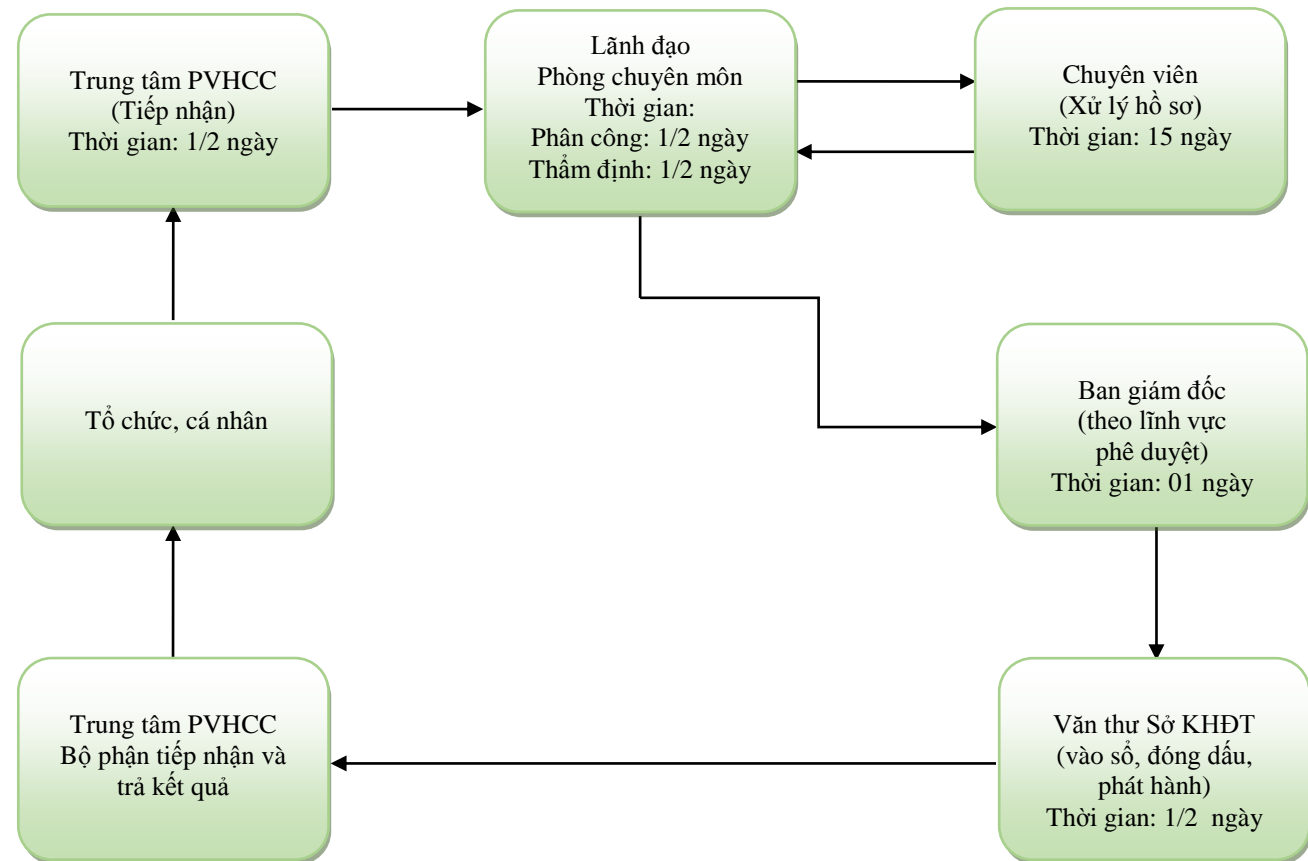 Trung tâm PVHCC
(Tiếp nhận)
Thời gian: 1/2 ngày
Lãnh đạo
Phòng chuyên môn
Thời gian:
Phân công: 1/2 ngày
Thẩm định: 1/2 ngày
Chuyên viên
(Xử lý hồ sơ)
Thời gian: 15 ngày
Tổ chức, cá nhân
Ban giám đốc
(theo lĩnh vực
phê duyệt)
Thời gian: 01 ngày
Trung tâm PVHCC
Bộ phận tiếp nhận và
trả kết quả
Văn thư Sở KHĐT
(vào sổ, đóng dấu,
phát hành)
Thời gian: 1/2 ngày